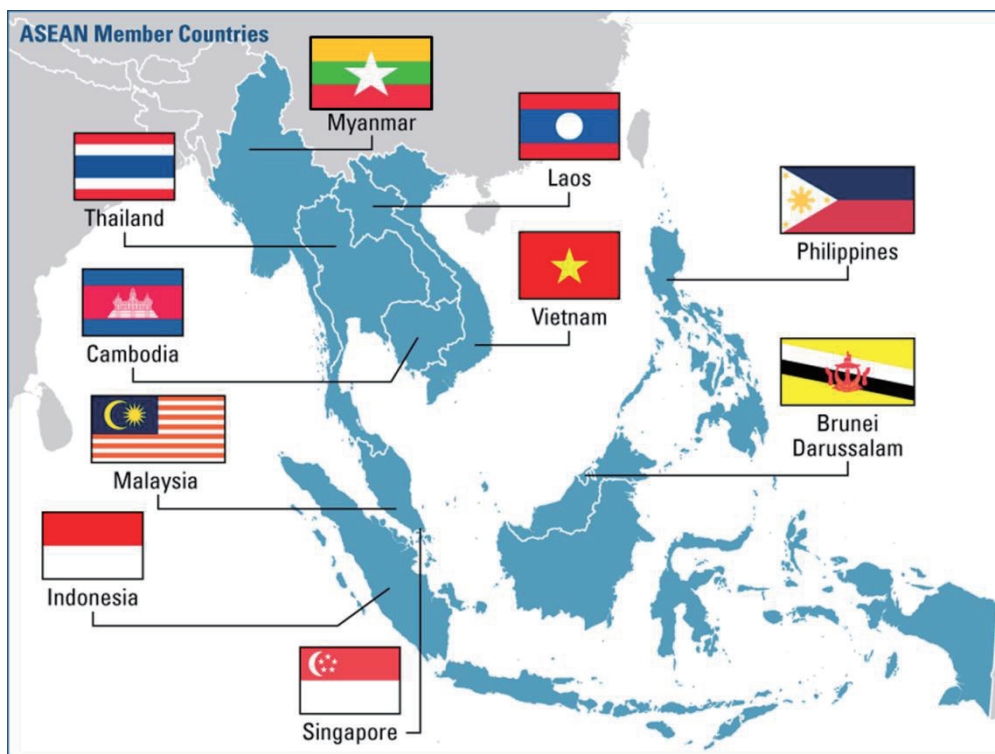 ASEAN Member Countries
Myanmar
Laos
Thailand
Philippines
Vietnam
Cambodia
Brunei
Darussalam
Malaysia
Indonesia
Singapore